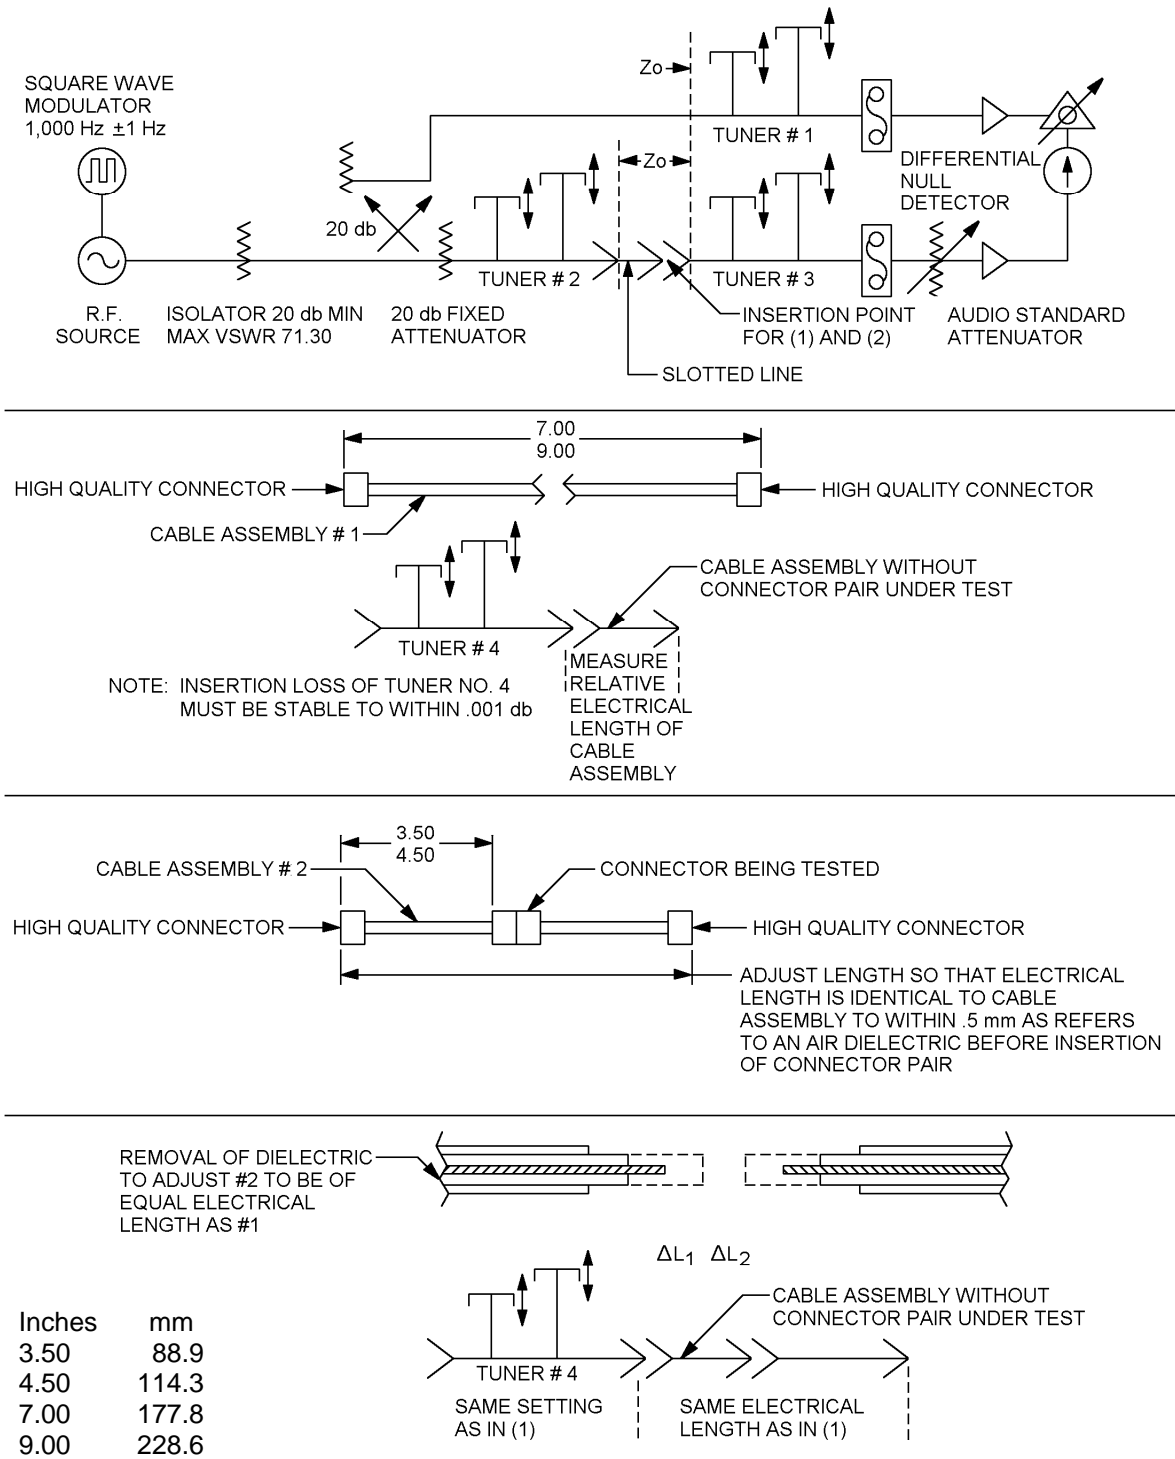 SQUARE WAVE
MODULATOR
1,000 Hz ±1 Hz
Zo
TUNER # 1
Zo
DIFFERENTIAL
NULL
DETECTOR
20 db
TUNER # 2
TUNER # 3
R.F.
SOURCE
ISOLATOR 20 db MIN
MAX VSWR 71.30
20 db FIXED
ATTENUATOR
INSERTION POINT
FOR (1) AND (2)
AUDIO STANDARD
ATTENUATOR
SLOTTED LINE
7.00
9.00
HIGH QUALITY CONNECTOR
HIGH QUALITY CONNECTOR
CABLE ASSEMBLY # 1
CABLE ASSEMBLY WITHOUT
CONNECTOR PAIR UNDER TEST
TUNER # 4
NOTE: INSERTION LOSS OF TUNER NO. 4
MUST BE STABLE TO WITHIN .001 db
MEASURE
RELATIVE
ELECTRICAL
LENGTH OF
CABLE
ASSEMBLY
3.50
4.50
CABLE ASSEMBLY # 2
CONNECTOR BEING TESTED
HIGH QUALITY CONNECTOR
HIGH QUALITY CONNECTOR
ADJUST LENGTH SO THAT ELECTRICAL
LENGTH IS IDENTICAL TO CABLE
ASSEMBLY TO WITHIN .5 mm AS REFERS
TO AN AIR DIELECTRIC BEFORE INSERTION
OF CONNECTOR PAIR
REMOVAL OF DIELECTRIC
TO ADJUST #2 TO BE OF
EQUAL ELECTRICAL
LENGTH AS #1
ΔL1 ΔL2
CABLE ASSEMBLY WITHOUT
CONNECTOR PAIR UNDER TEST
TUNER # 4
SAME SETTING
AS IN (1)
SAME ELECTRICAL
LENGTH AS IN (1)
Inches mm
3.50 88.9
4.50 114.3
7.00 177.8
9.00 228.6